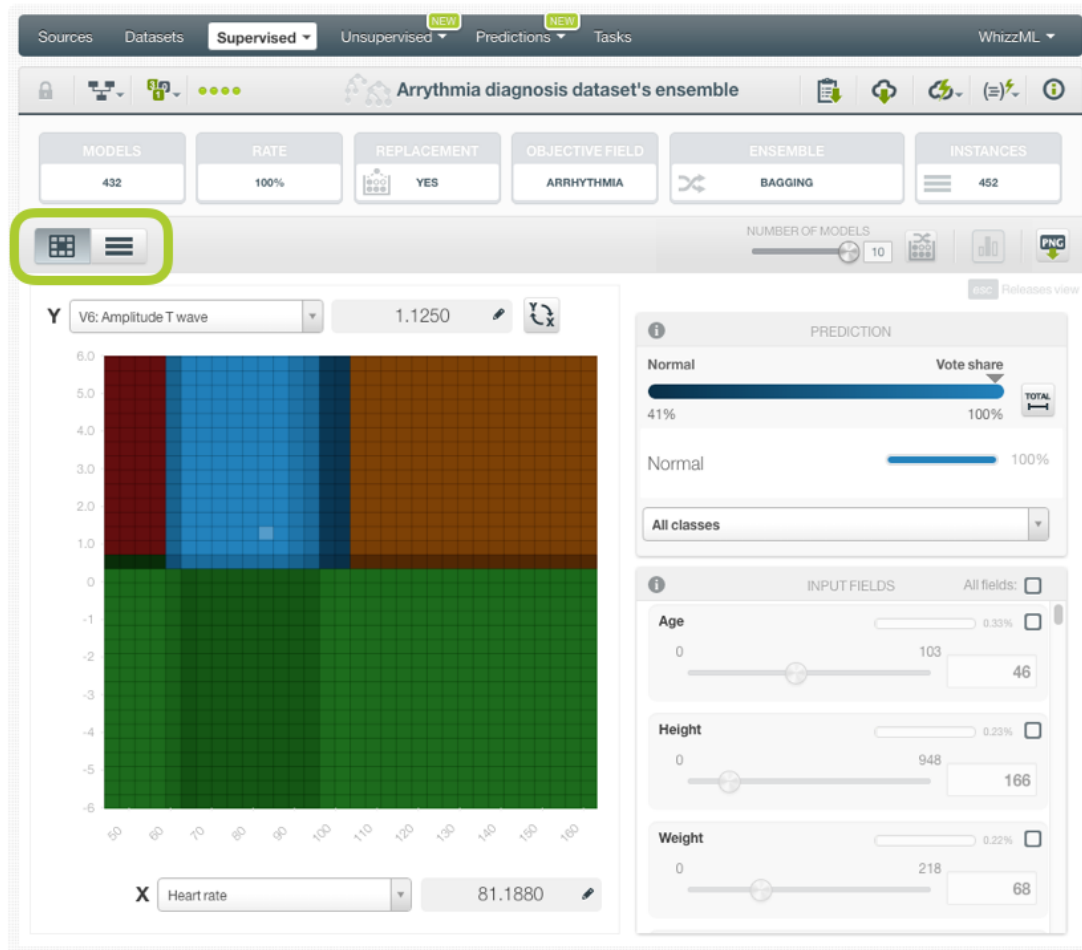 NEW NEW
Sources Datasets Supervised Unsupervised Predictions Tasks WhizzML
Arrythmia diagnosis dataset's ensemble
MODELS RATE REPLACEMENT OBJECTIVE FIELD ENSEMBLE INSTANCES
432 100% YES ARRHYTHMIA BAGGING 452
NUMBER OF MODELS
10 PNG
esc Releases view
Y V6: Amplitude T wave 1.1250 Y X
PREDICTION
Normal Vote share
TOTAL
41% 100%
Normal 100%
All classes
INPUT FIELDS All fields:
Age 0.33%
0 103
46
Height 0.23%
0 948
166
Weight 0.22%
0 218
68
6.0
5.0
4.0
3.0
2.0
1.0
0
-1
-2
-3
-4
-5
-6
50 60 70 80 90 100 110 120 130 140 150 160
X Heart rate 81.1880